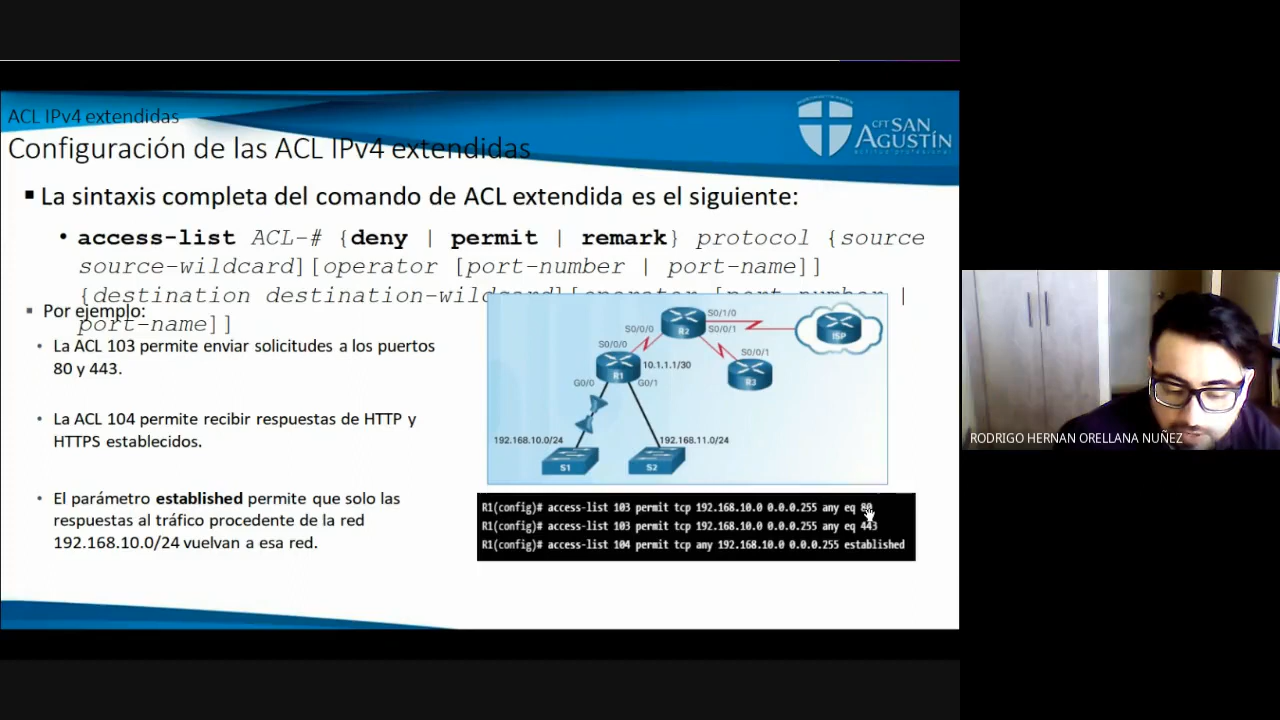 ACL IPv4 extendidas
Configuración de las ACL IPv4 extendidas
CFT SAN
AGUSTÍN
▪ La sintaxis completa del comando de ACL extendida es el siguiente:
• access-list ACL-# {deny | permit | remark} protocol {source
source-wildcard][operator [port-number | port-name]]
{destination destination-wildcard][operator [port-number |
port-name]]
▪ Por ejemplo:
• La ACL 103 permite enviar solicitudes a los puertos
80 y 443.
• La ACL 104 permite recibir respuestas de HTTP y
HTTPS establecidos.
• El parámetro established permite que solo las
respuestas al tráfico procedente de la red
192.168.10.0/24 vuelvan a esa red.
S0/1/0
R2
S0/0/0
S0/0/1
ISP
S0/0/0
S0/0/1
R1
10.1.1.1/30
R3
G0/0
G0/1
192.168.10.0/24
192.168.11.0/24
S1
S2
R1(config)# access-list 103 permit tcp 192.168.10.0 0.0.0.255 any eq 80
R1(config)# access-list 103 permit tcp 192.168.10.0 0.0.0.255 any eq 443
R1(config)# access-list 104 permit tcp any 192.168.10.0 0.0.0.255 established
RODRIGO HERNAN ORELLANA NUÑEZ